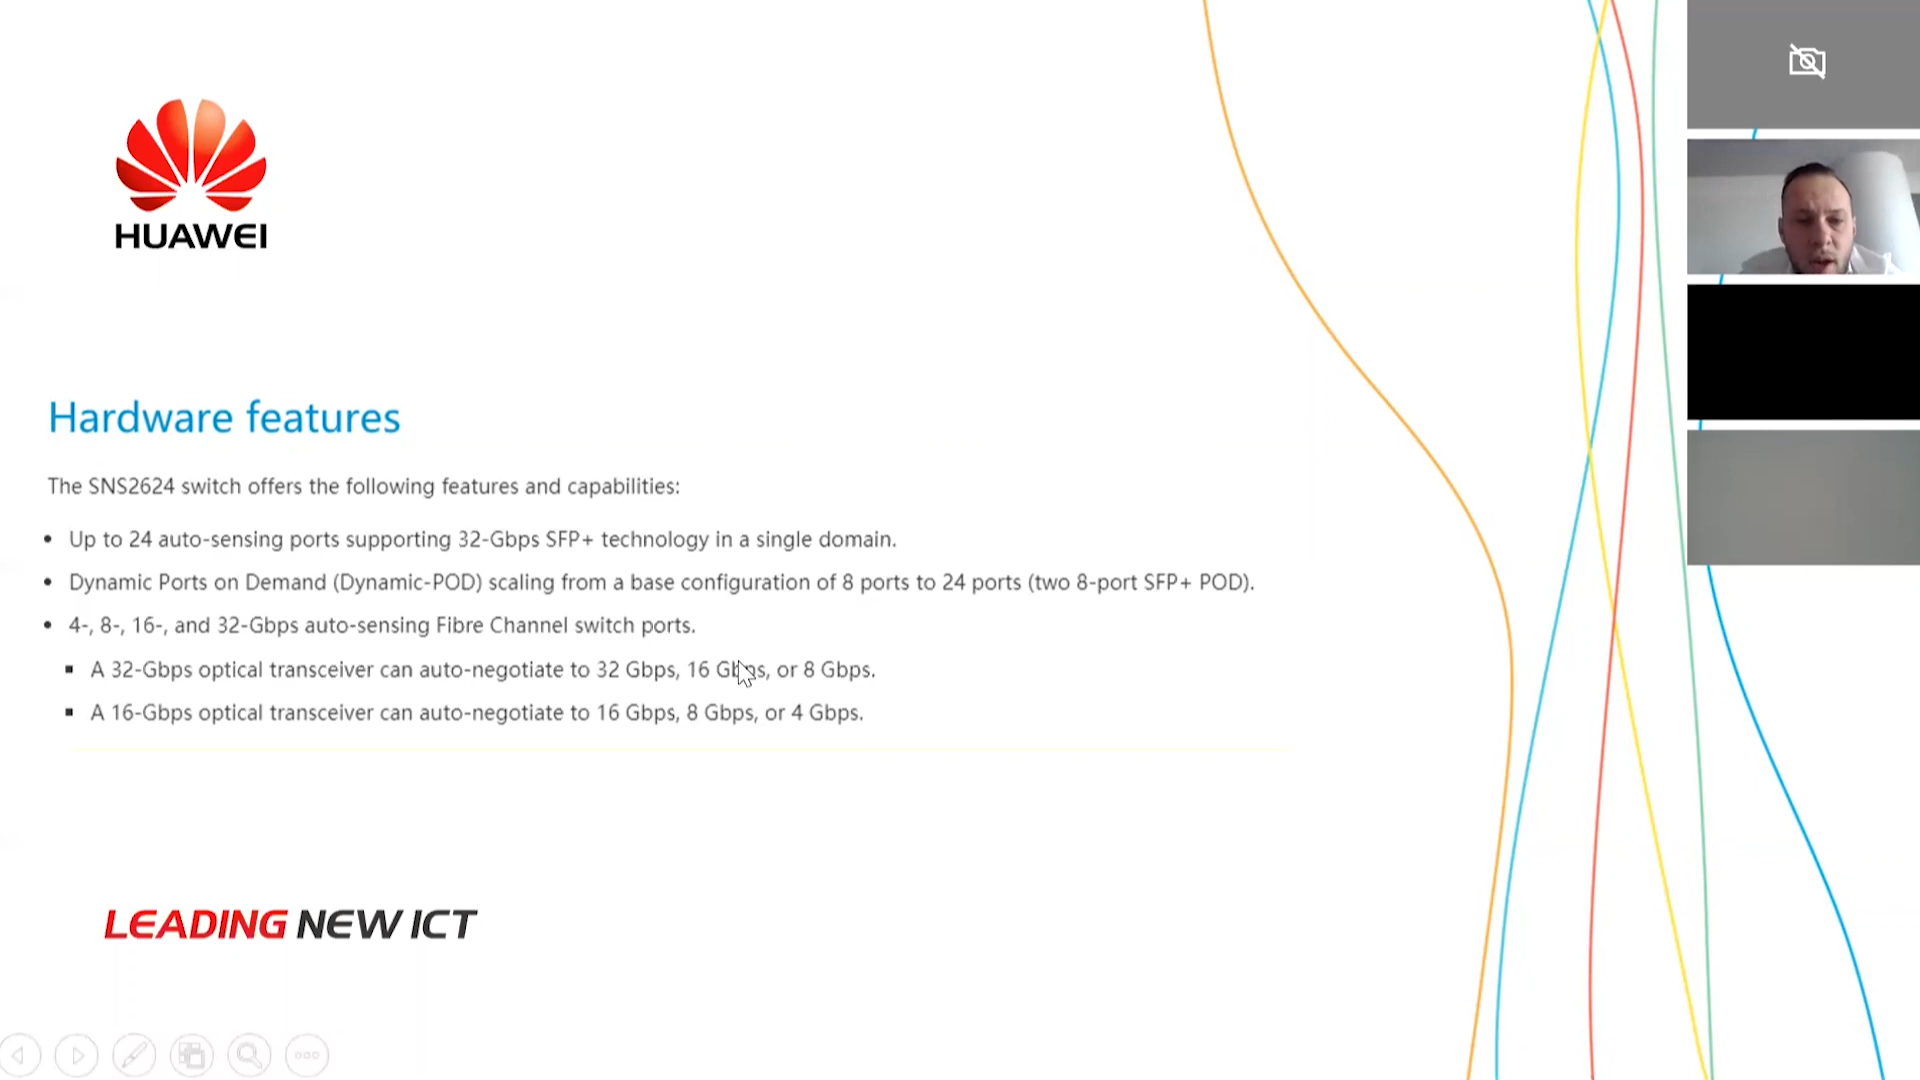 HUAWEI
Hardware features
The SNS2624 switch offers the following features and capabilities:
• Up to 24 auto-sensing ports supporting 32-Gbps SFP+ technology in a single domain.
• Dynamic Ports on Demand (Dynamic-POD) scaling from a base configuration of 8 ports to 24 ports (two 8-port SFP+ POD).
• 4-, 8-, 16-, and 32-Gbps auto-sensing Fibre Channel switch ports.
▪ A 32-Gbps optical transceiver can auto-negotiate to 32 Gbps, 16 Gbps, or 8 Gbps.
▪ A 16-Gbps optical transceiver can auto-negotiate to 16 Gbps, 8 Gbps, or 4 Gbps.
LEADING NEW ICT